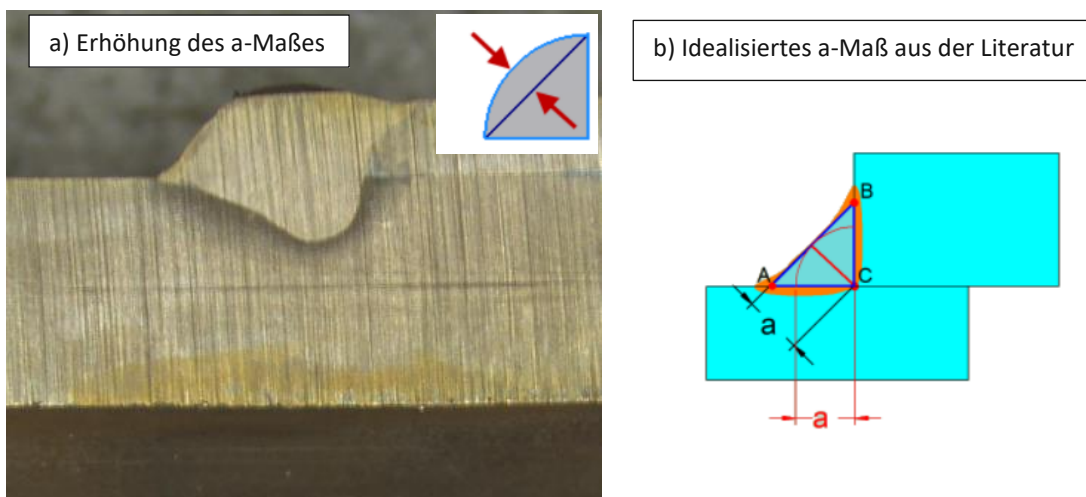 a) Erhöhung des a-Maßes
b) Idealisiertes a-Maß aus der Literatur
B
A
C
a
a